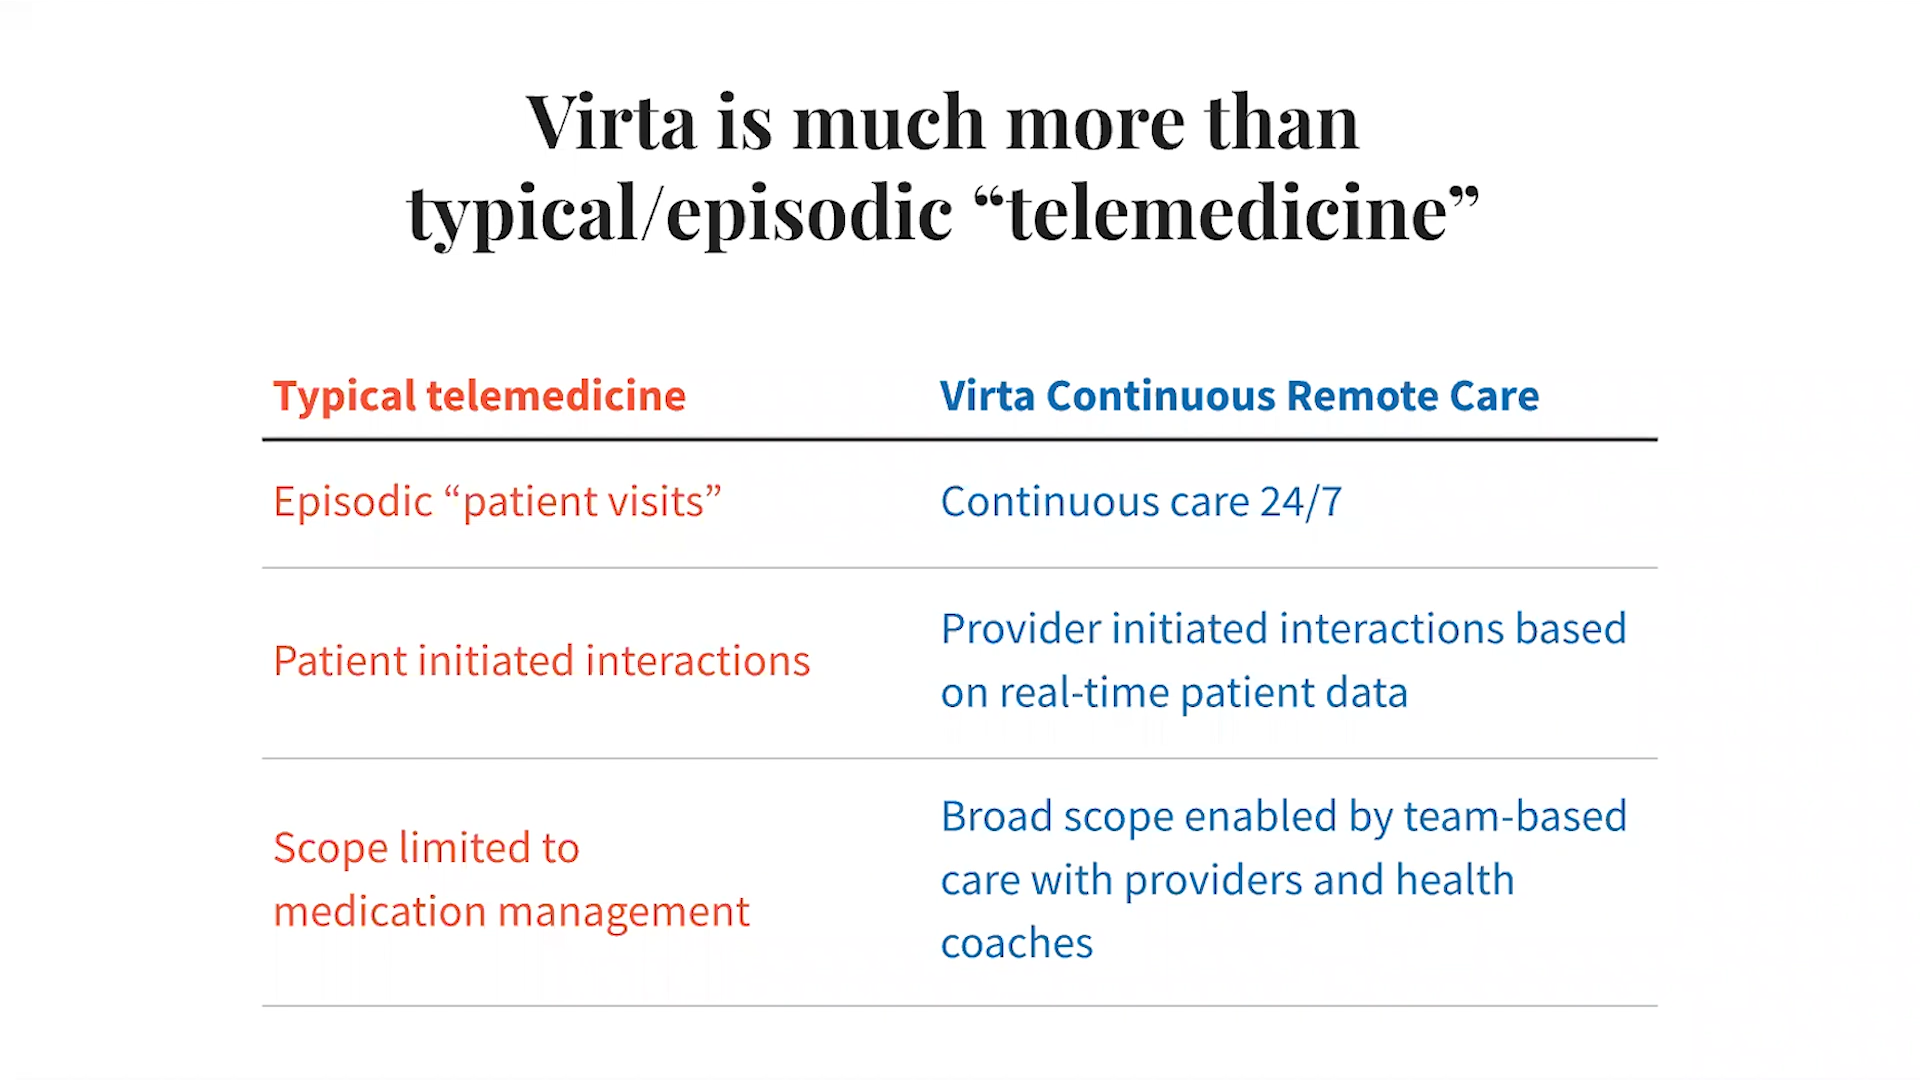 Virta is much more than
typical/episodic “telemedicine”
Typical telemedicine
Virta Continuous Remote Care
Episodic “patient visits”
Continuous care 24/7
Patient initiated interactions
Provider initiated interactions based
on real-time patient data
Scope limited to
medication management
Broad scope enabled by team-based
care with providers and health
coaches